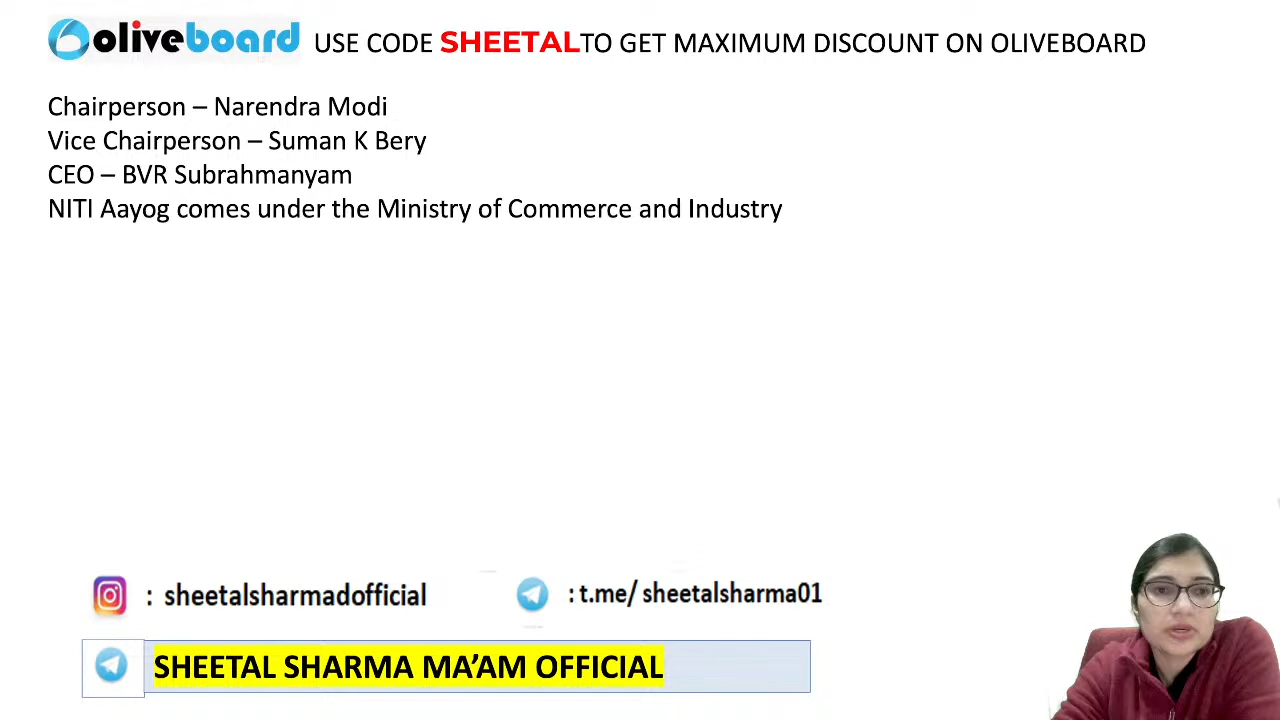 oliveboard USE CODE SHEETAL TO GET MAXIMUM DISCOUNT ON OLIVEBOARD
Chairperson – Narendra Modi
Vice Chairperson – Suman K Bery
CEO – BVR Subrahmanyam
NITI Aayog comes under the Ministry of Commerce and Industry
: sheetalsharmadofficial
: t.me/ sheetalsharma01
SHEETAL SHARMA MA’AM OFFICIAL